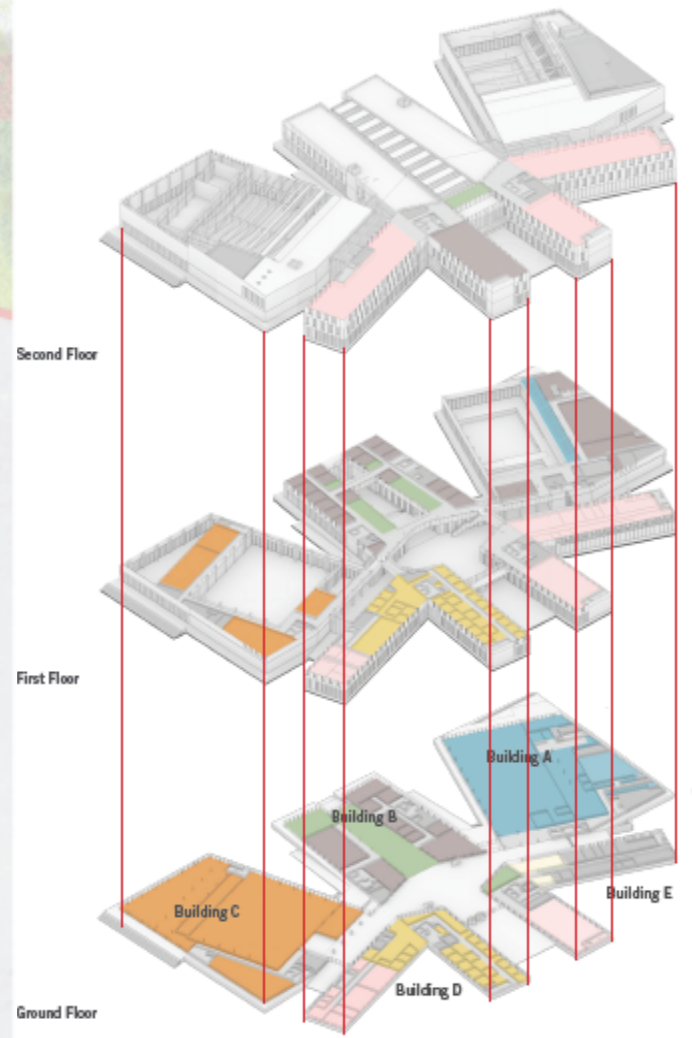 Second Floor
First Floor
Building A
Building B
Building E
Building C
Building D
Ground Floor